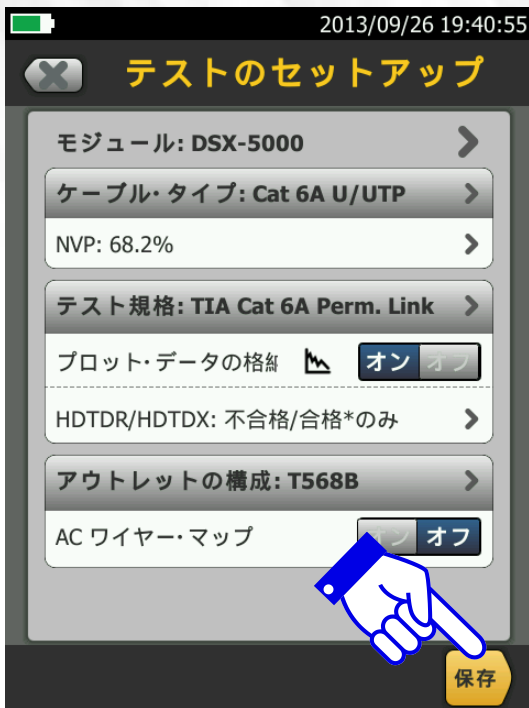 2013/09/26 19:40:55
テストのセットアップ
モジュール: DSX-5000
ケーブル・タイプ: Cat 6A U/UTP
NVP: 68.2%
テスト規格: TIA Cat 6A Perm. Link
プロット・データの格納 オン オフ
HDTDR/HDTDX: 不合格/合格*のみ
アウトレットの構成: T568B
AC ワイヤー・マップ オン オフ
保存